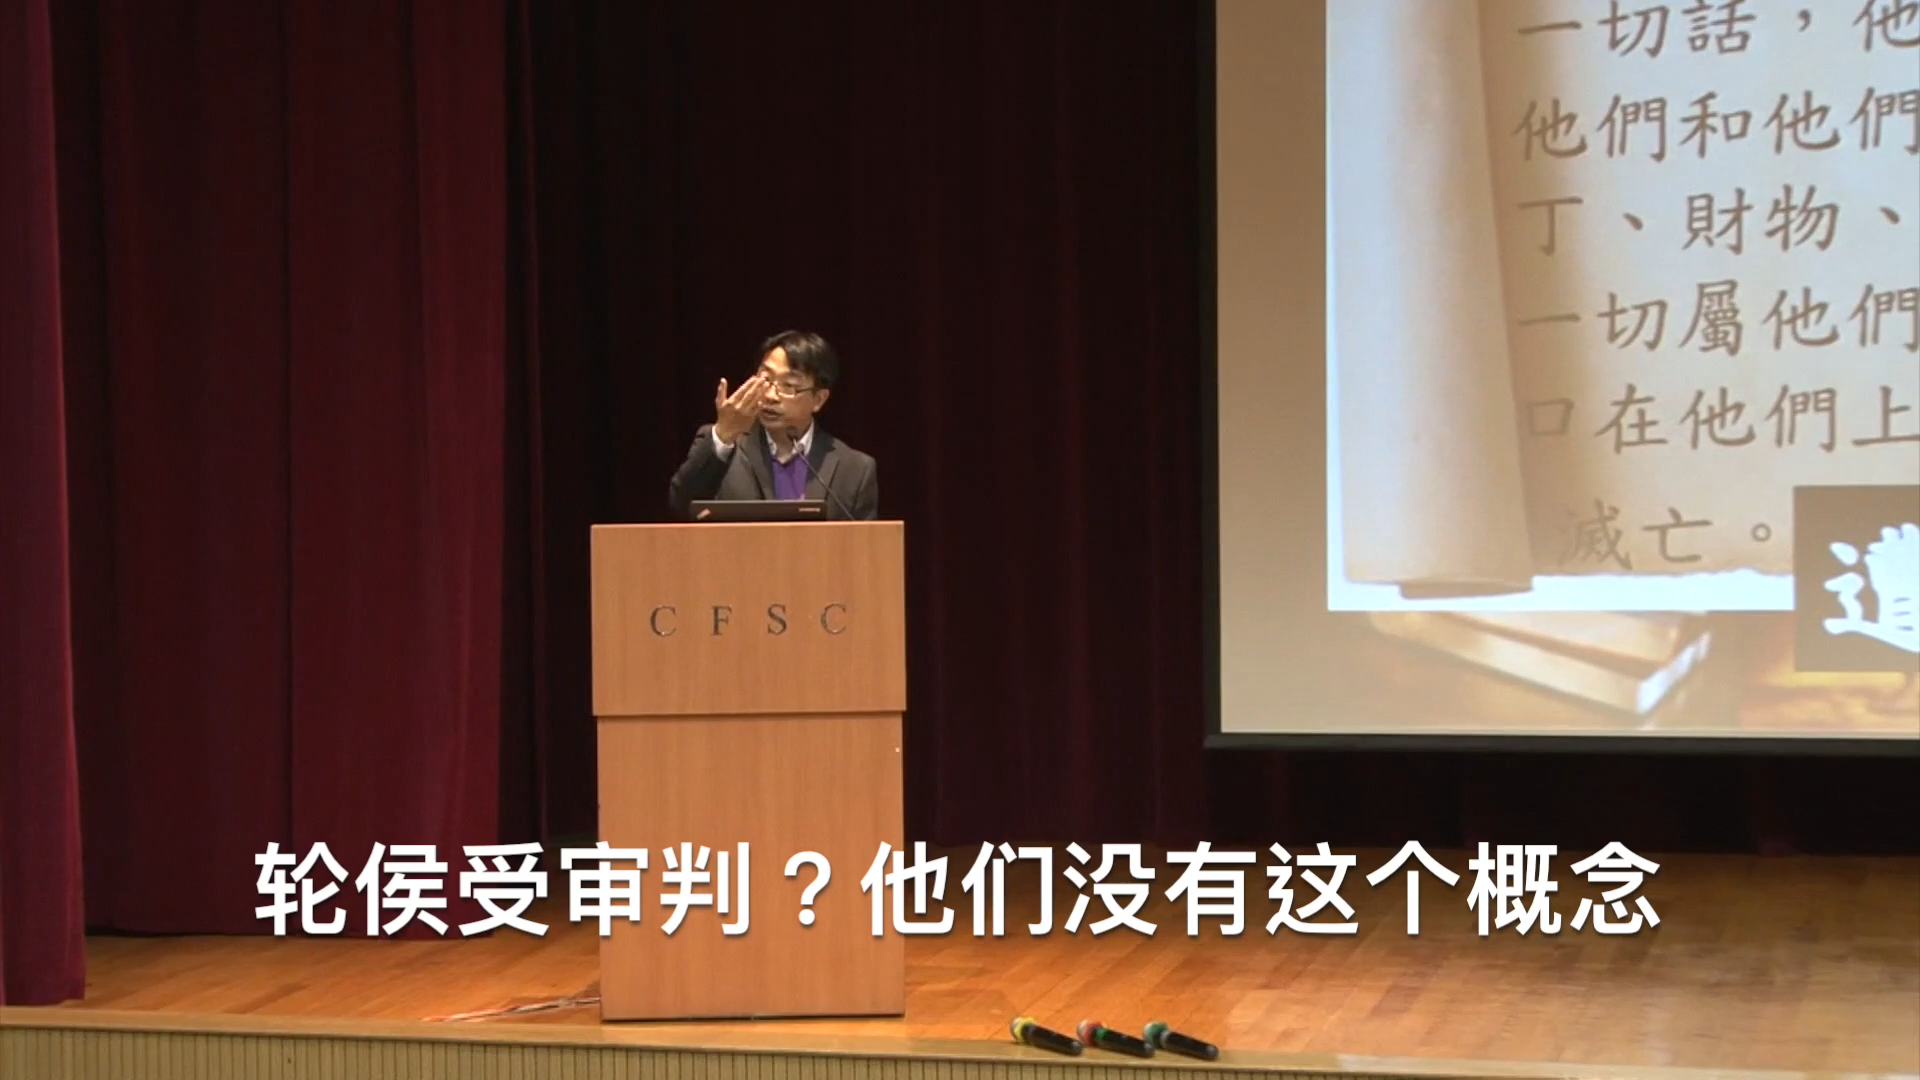 一切話，他
他們和他們
丁、財物、
一切屬他們
口在他們上
滅亡。
遺
CFSC
轮侯受审判？他们没有这个概念